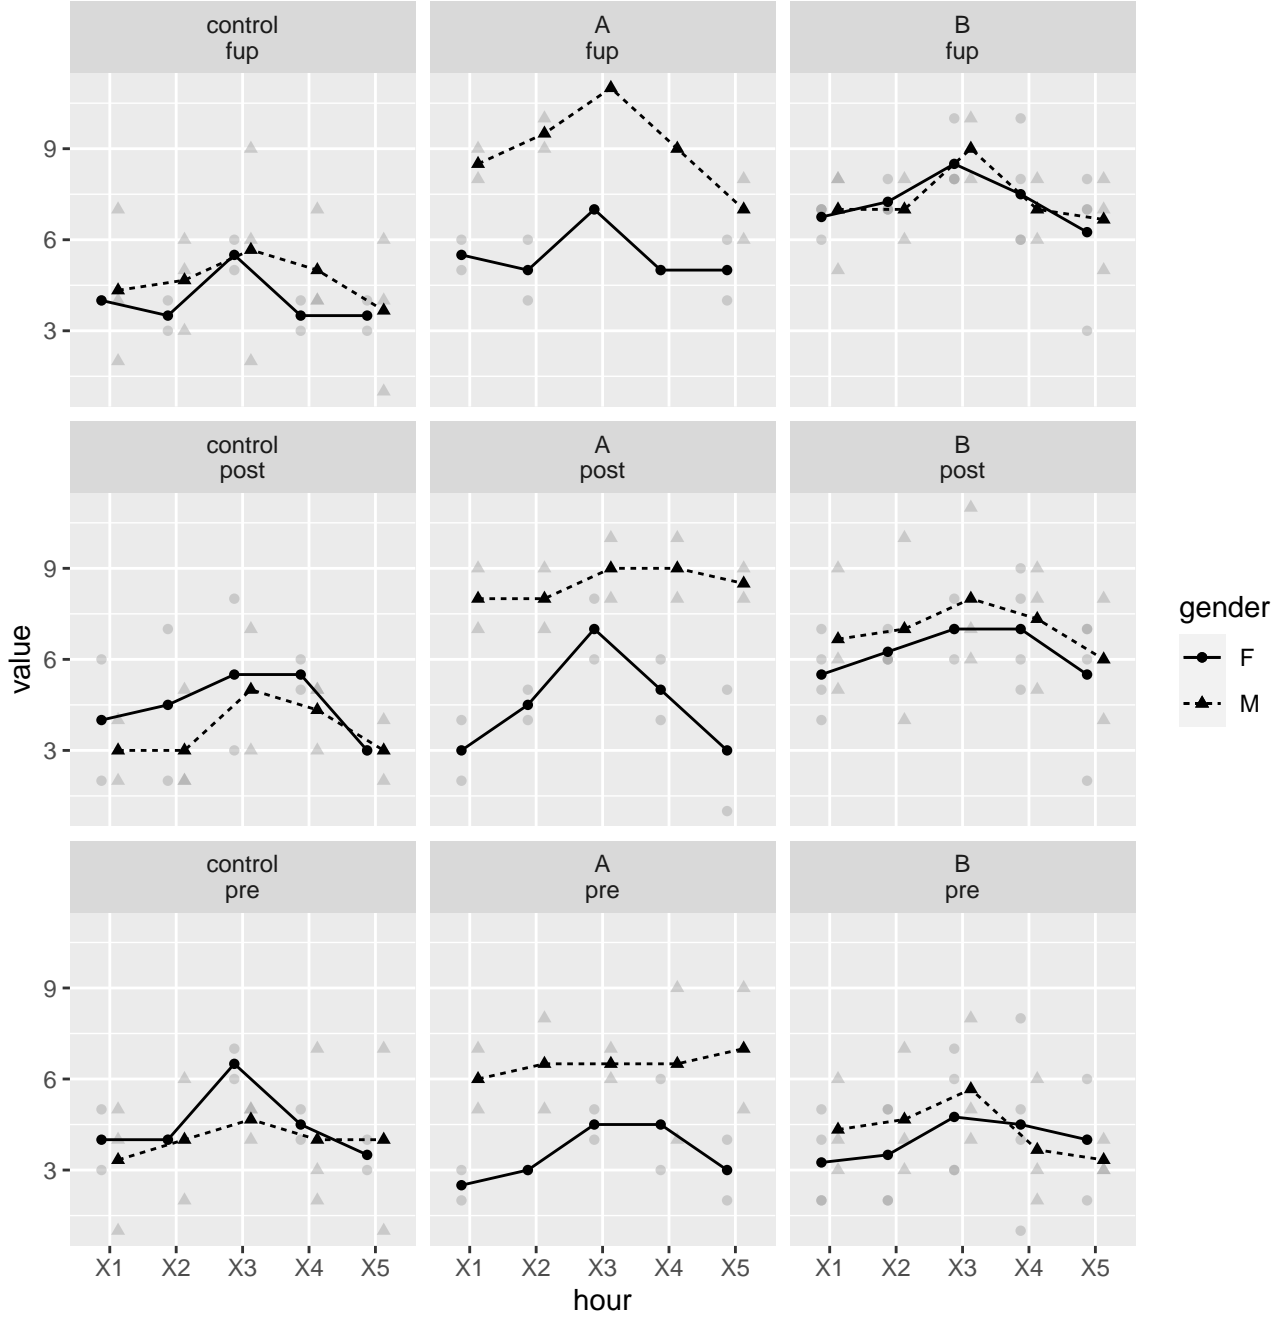 control
fup
A
fup
B
fup
9
6
3
control
post
A
post
B
post
9
6
3
control
pre
A
pre
B
pre
9
6
3
X1 X2 X3 X4 X5
X1 X2 X3 X4 X5
X1 X2 X3 X4 X5
hour
value
gender
F
M